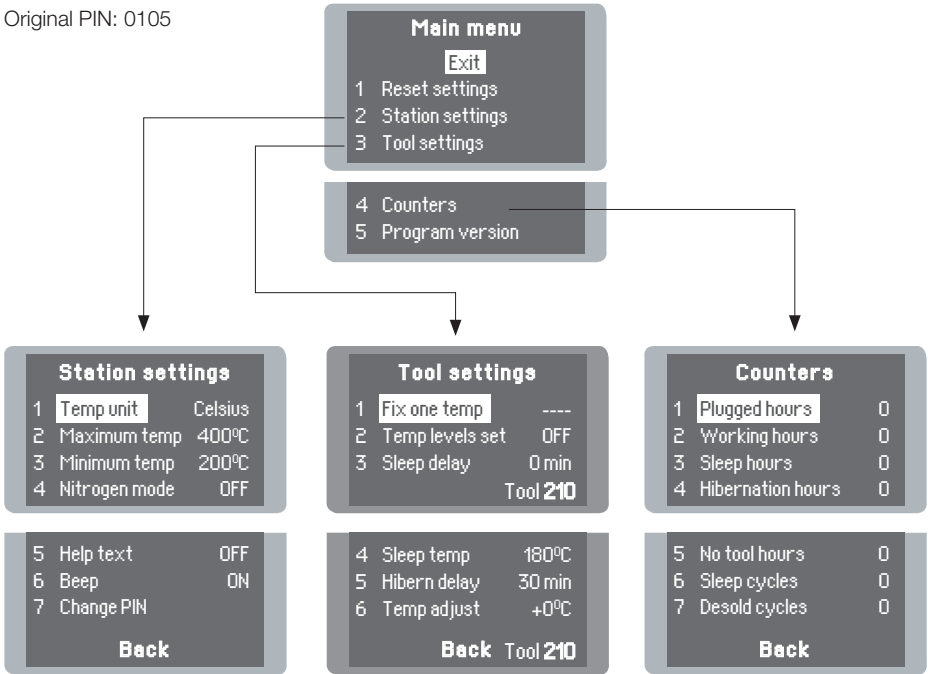 Original PIN: 0105
Main menu
Exit
1 Reset settings
2 Station settings
3 Tool settings
4 Counters
5 Program version
Station settings
1 Temp unit Celsius
2 Maximum temp 400ºC
3 Minimum temp 200ºC
4 Nitrogen mode OFF
5 Help text OFF
6 Beep ON
7 Change PIN
Back
Tool settings
1 Fix one temp ----
2 Temp levels set OFF
3 Sleep delay 0 min
Tool 210
4 Sleep temp 180ºC
5 Hibern delay 30 min
6 Temp adjust +0ºC
Back Tool 210
Counters
1 Plugged hours 0
2 Working hours 0
3 Sleep hours 0
4 Hibernation hours 0
5 No tool hours 0
6 Sleep cycles 0
7 Desold cycles 0
Back